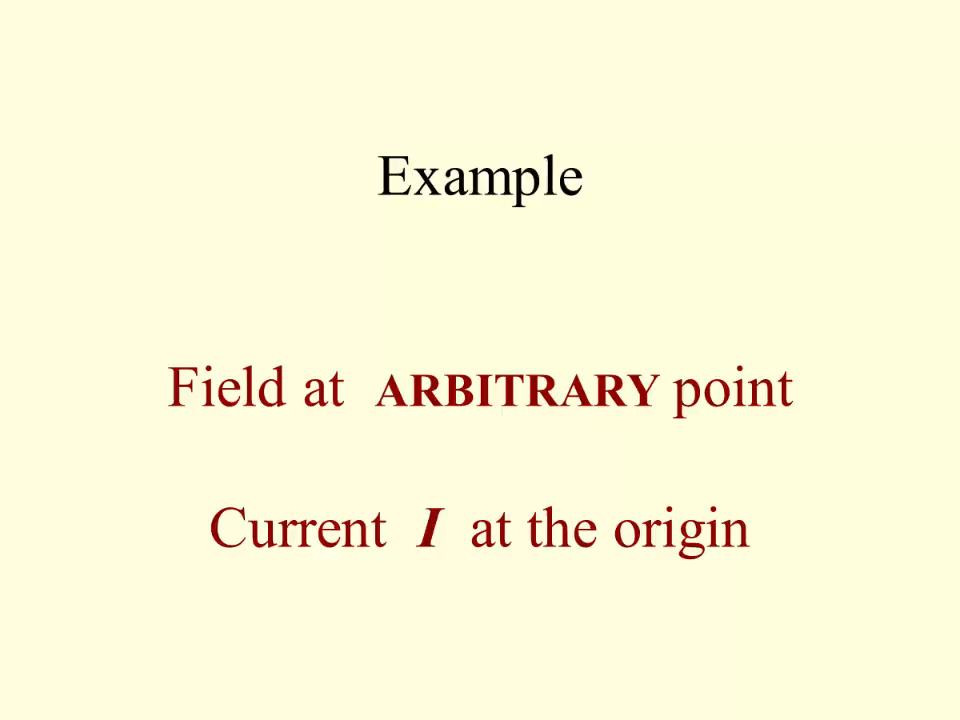 Example
Field at ARBITRARY point
Current I at the origin